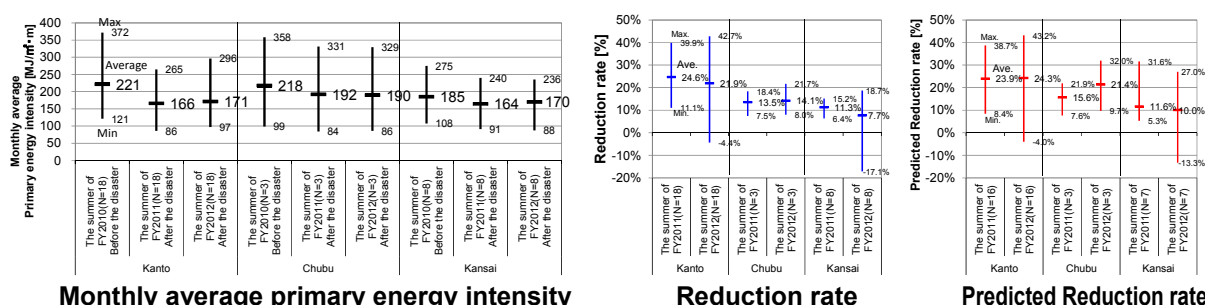 Monthly average
Primary energy intensity [MJ/㎡・m]
400
350
300
250
200
150
100
50
0
Max
372
Average
221
121
Min
265
166
86
296
171
97
358
218
99
331
192
84
329
190
86
275
185
108
240
164
91
236
170
88
The summer of
FY2010(N=18)
Before the disaster
The summer of
FY2011(N=18)
After the disaster
The summer of
FY2012(N=18)
After the disaster
The summer of
FY2010(N=3)
Before the disaster
The summer of
FY2011(N=3)
After the disaster
The summer of
FY2012(N=3)
After the disaster
The summer of
FY2010(N=8)
Before the disaster
The summer of
FY2011(N=8)
After the disaster
The summer of
FY2012(N=8)
After the disaster
Kanto
Chubu
Kansai
Monthly average primary energy intensity
Reduction rate [%]
50%
40%
30%
20%
10%
0%
-10%
-20%
Max.
39.9%
Ave.
24.6%
11.1%
Min.
42.7%
21.9%
-4.4%
18.4%
13.5%
7.5%
21.7%
14.1%
8.0%
15.2%
11.3%
6.4%
18.7%
7.7%
-17.1%
The summer of
FY2011(N=18)
The summer of
FY2012(N=18)
The summer of
FY2011(N=3)
The summer of
FY2012(N=3)
The summer of
FY2011(N=8)
The summer of
FY2012(N=8)
Kanto
Chubu
Kansai
Reduction rate
Predicted Reduction rate [%]
50%
40%
30%
20%
10%
0%
-10%
-20%
Max.
38.7%
Ave.
23.9%
8.4%
Min.
43.2%
24.3%
-4.0%
21.9%
15.6%
7.6%
32.0%
21.4%
9.7%
31.6%
11.6%
5.3%
27.0%
10.0%
-13.3%
The summer of
FY2011(N=16)
The summer of
FY2012(N=16)
The summer of
FY2011(N=3)
The summer of
FY2012(N=3)
The summer of
FY2011(N=7)
The summer of
FY2012(N=7)
Kanto
Chubu
Kansai
Predicted Reduction rate